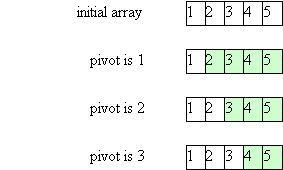 initial array 1 2 3 4 5
pivot is 1 1 2 3 4 5
pivot is 2 1 2 3 4 5
pivot is 3 1 2 3 4 5